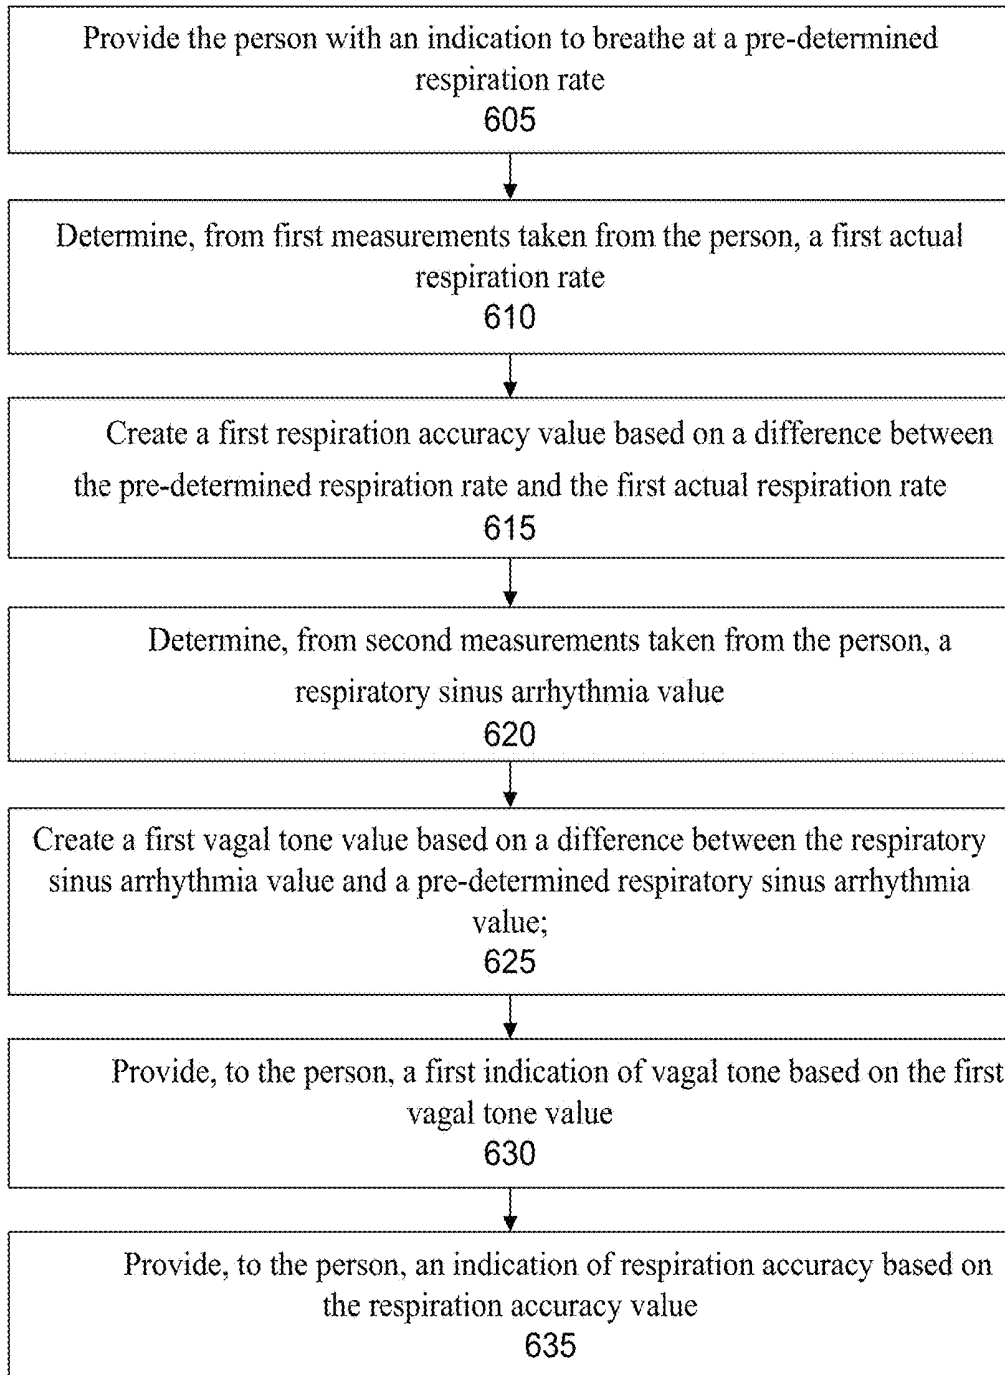 Provide the person with an indication to breathe at a pre-determined
respiration rate
605
Determine, from first measurements taken from the person, a first actual
respiration rate
610
Create a first respiration accuracy value based on a difference between
the pre-determined respiration rate and the first actual respiration rate
615
Determine, from second measurements taken from the person, a
respiratory sinus arrhythmia value
620
Create a first vagal tone value based on a difference between the respiratory
sinus arrhythmia value and a pre-determined respiratory sinus arrhythmia
value;
625
Provide, to the person, a first indication of vagal tone based on the first
vagal tone value
630
Provide, to the person, an indication of respiration accuracy based on
the respiration accuracy value
635